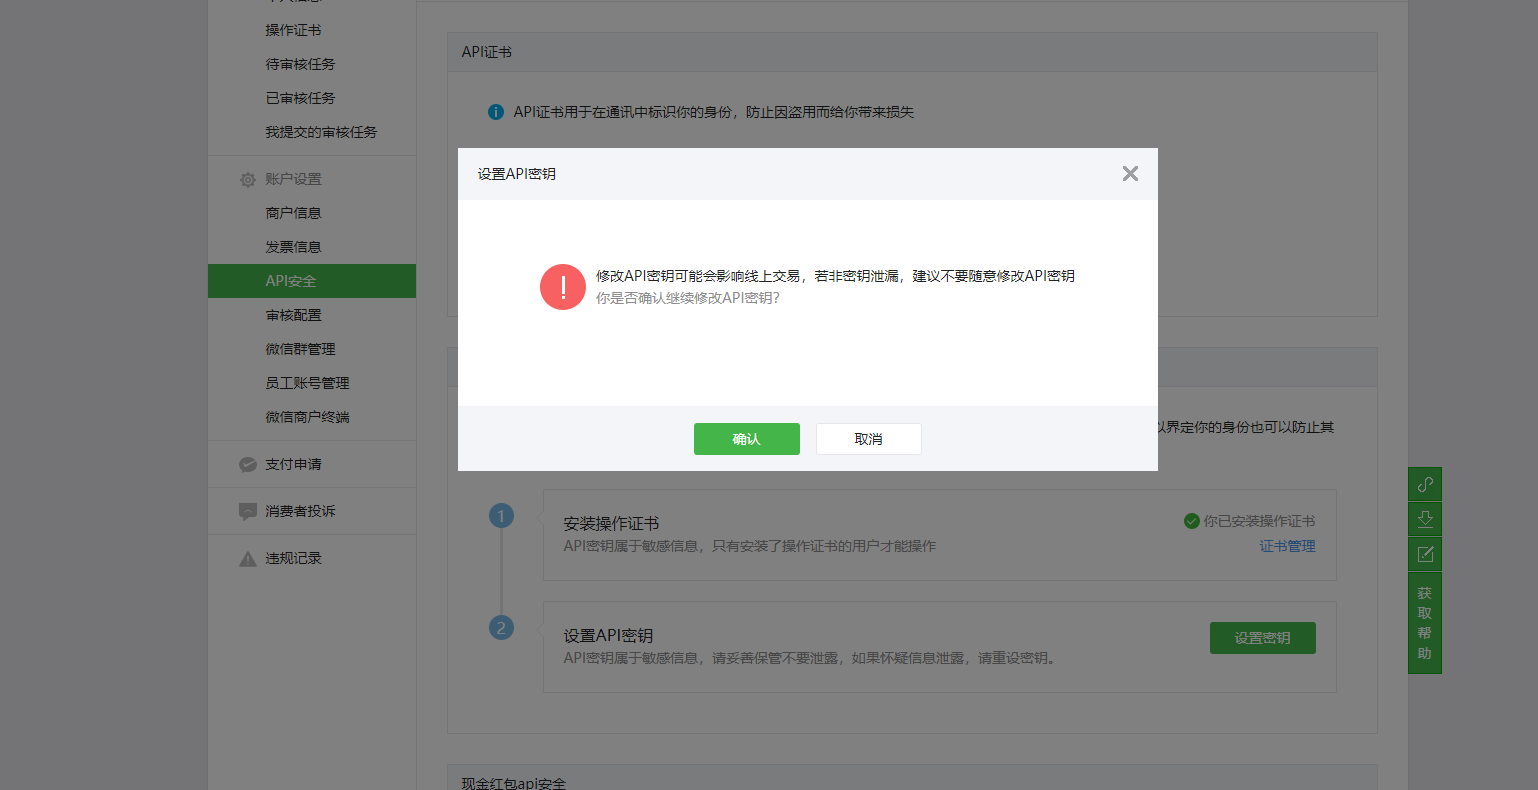 操作证书
待审核任务
已审核任务
我提交的审核任务
账户设置
商户信息
发票信息
API安全
审核配置
微信群管理
员工账号管理
微信商户终端
支付申请
消费者投诉
违规记录
API证书
API证书用于在通讯中标识你的身份，防止因盗用而给你带来损失
设置API密钥
修改API密钥可能会影响线上交易，若非密钥泄漏，建议不要随意修改API密钥
你是否确认继续修改API密钥？
确认
取消
以界定你的身份也可以防止其
1
安装操作证书
你已安装操作证书
API密钥属于敏感信息，只有安装了操作证书的用户才能操作
证书管理
2
设置API密钥
设置密钥
API密钥属于敏感信息，请妥善保管不要泄露，如果怀疑信息泄露，请重设密钥。
现金红包api安全
获
取
帮
助